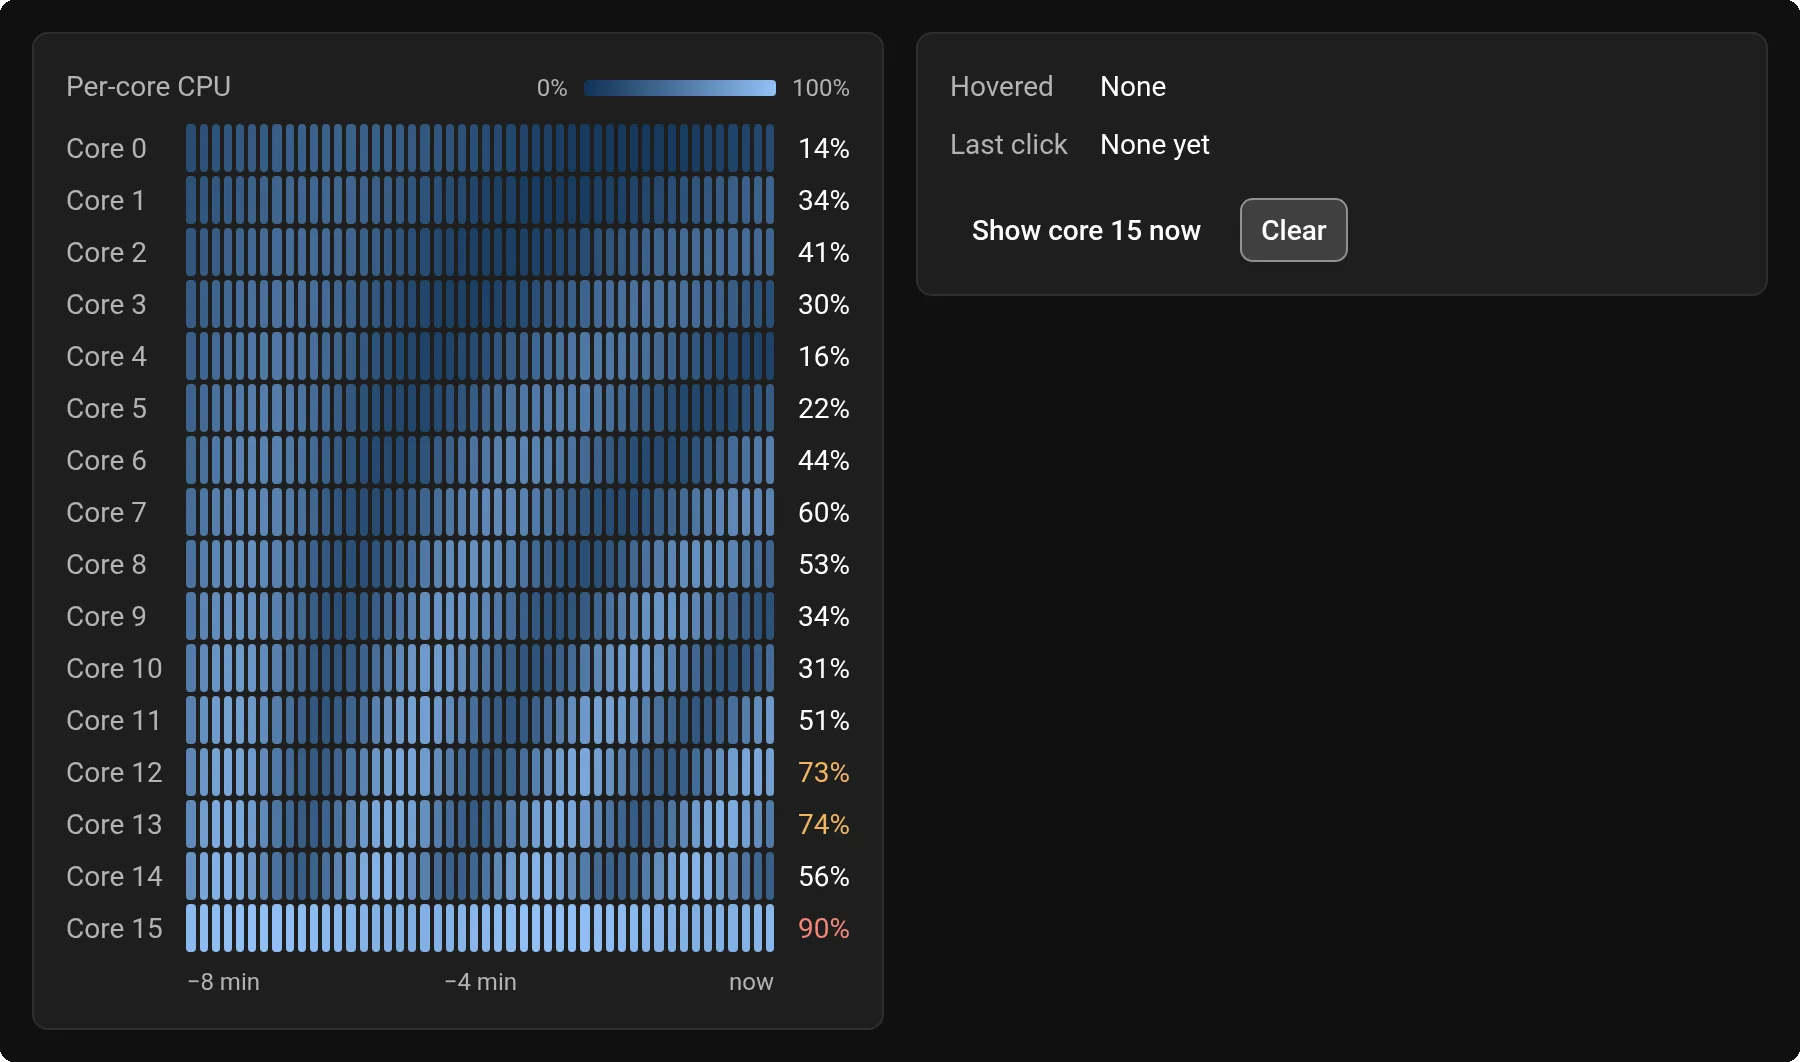 Per-core CPU 0% 100%
Core 0 14%
Core 1 34%
Core 2 41%
Core 3 30%
Core 4 16%
Core 5 22%
Core 6 44%
Core 7 60%
Core 8 53%
Core 9 34%
Core 10 31%
Core 11 51%
Core 12 73%
Core 13 74%
Core 14 56%
Core 15 90%
−8 min −4 min now
Hovered None
Last click None yet
Show core 15 now Clear